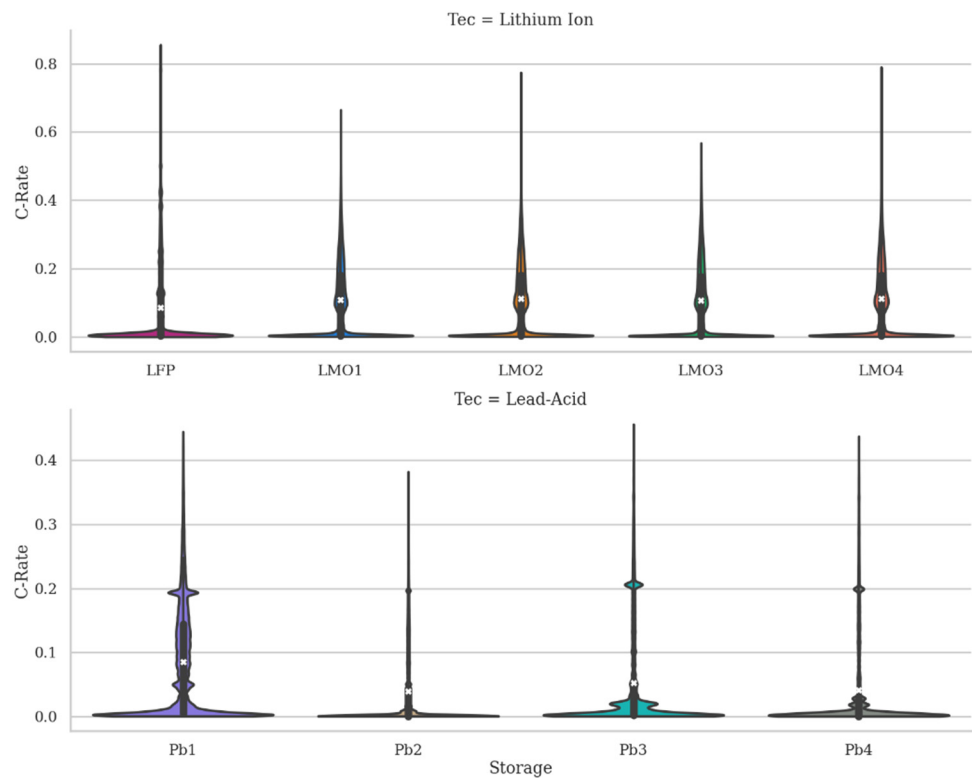 Tec = Lithium Ion
C-Rate
0.8
0.6
0.4
0.2
0.0
LFP LMO1 LMO2 LMO3 LMO4
Tec = Lead-Acid
C-Rate
0.4
0.3
0.2
0.1
0.0
Pb1 Pb2 Pb3 Pb4
Storage